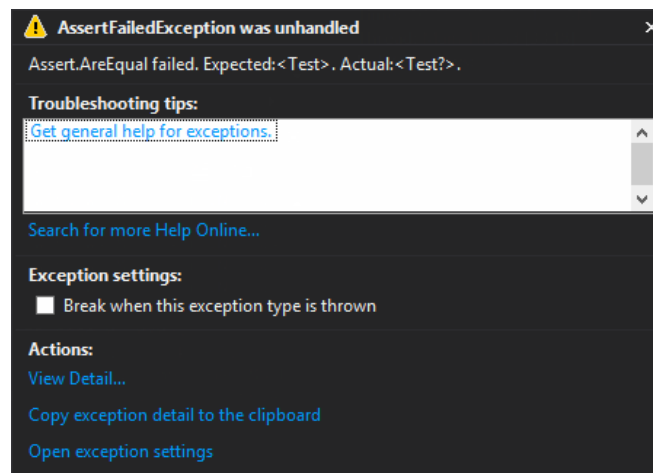 AssertFailedException was unhandled
Assert.AreEqual failed. Expected:<Test>. Actual:<Test?>.
Troubleshooting tips:
Get general help for exceptions.
Search for more Help Online...
Exception settings:
Break when this exception type is thrown
Actions:
View Detail...
Copy exception detail to the clipboard
Open exception settings